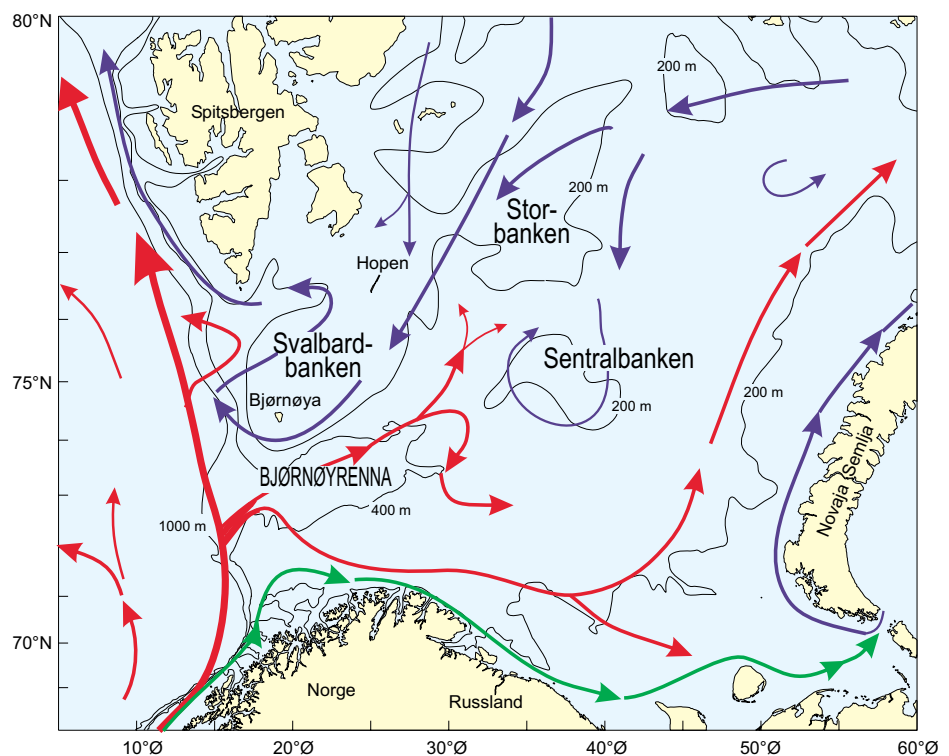 80°N
200 m
Spitsbergen
200 m
Stor-
banken
Hopen
Svalbard-
banken
Sentralbanken
75°N
Bjørnøya
200 m
200 m
BJØRNØYRENNA
Novaja Semlja
400 m
1000 m
70°N
Norge
Russland
10°Ø
20°Ø
30°Ø
40°Ø
50°Ø
60°Ø